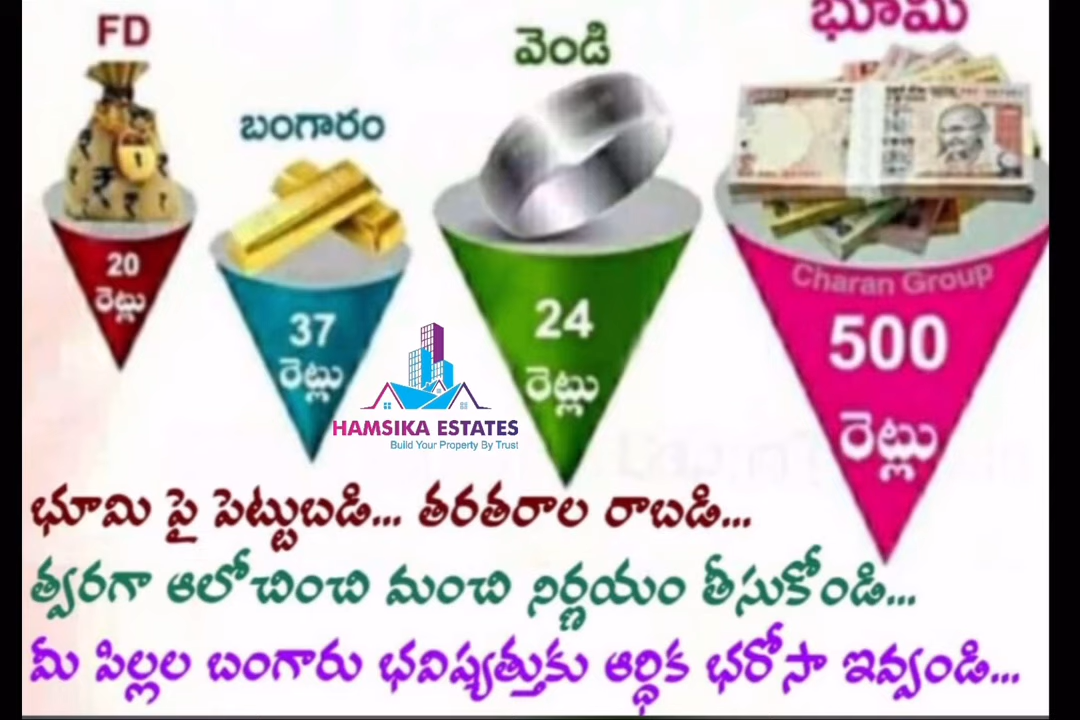 FD
బంగారం
వెండి
భూమి
20
రెట్లు
37
రెట్లు
24
రెట్లు
Charan Group
500
రెట్లు
HAMSIKA ESTATES
Build Your Property By Trust
భూమి పై పెట్టుబడి... తరతరాల రాబడి...
త్వరగా ఆలోచించి మంచి నిర్ణయం తీసుకోండి...
మీ పిల్లల బంగారు భవిష్యత్తుకు ఆర్ధిక భరోసా ఇవ్వండి...